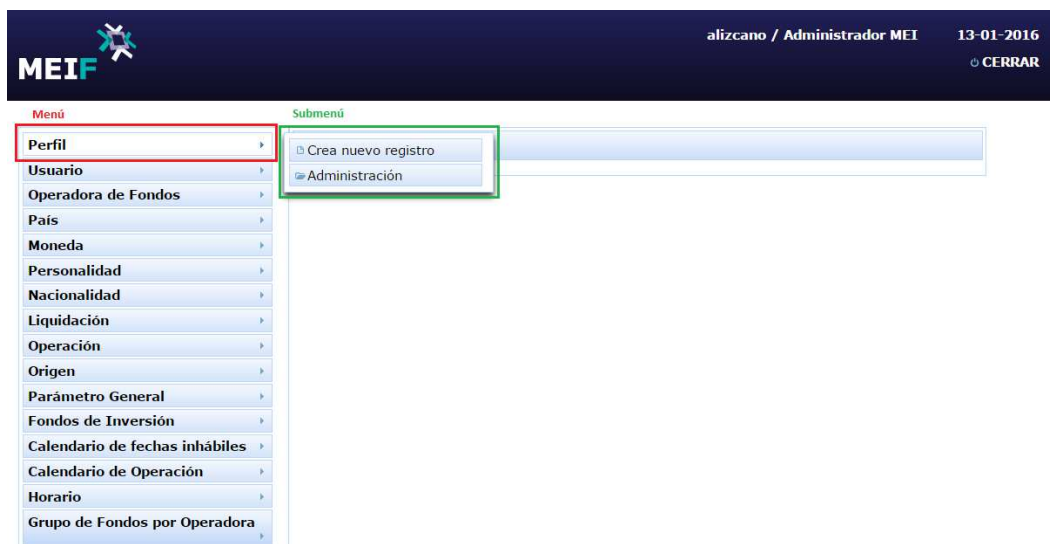 MEIF
alizcano / Administrador MEI 13-01-2016
CERRAR
Menú
Submenú
Perfil
Crea nuevo registro
Usuario
Administración
Operadora de Fondos
País
Moneda
Personalidad
Nacionalidad
Liquidación
Operación
Origen
Parámetro General
Fondos de Inversión
Calendario de fechas inhábiles
Calendario de Operación
Horario
Grupo de Fondos por Operadora